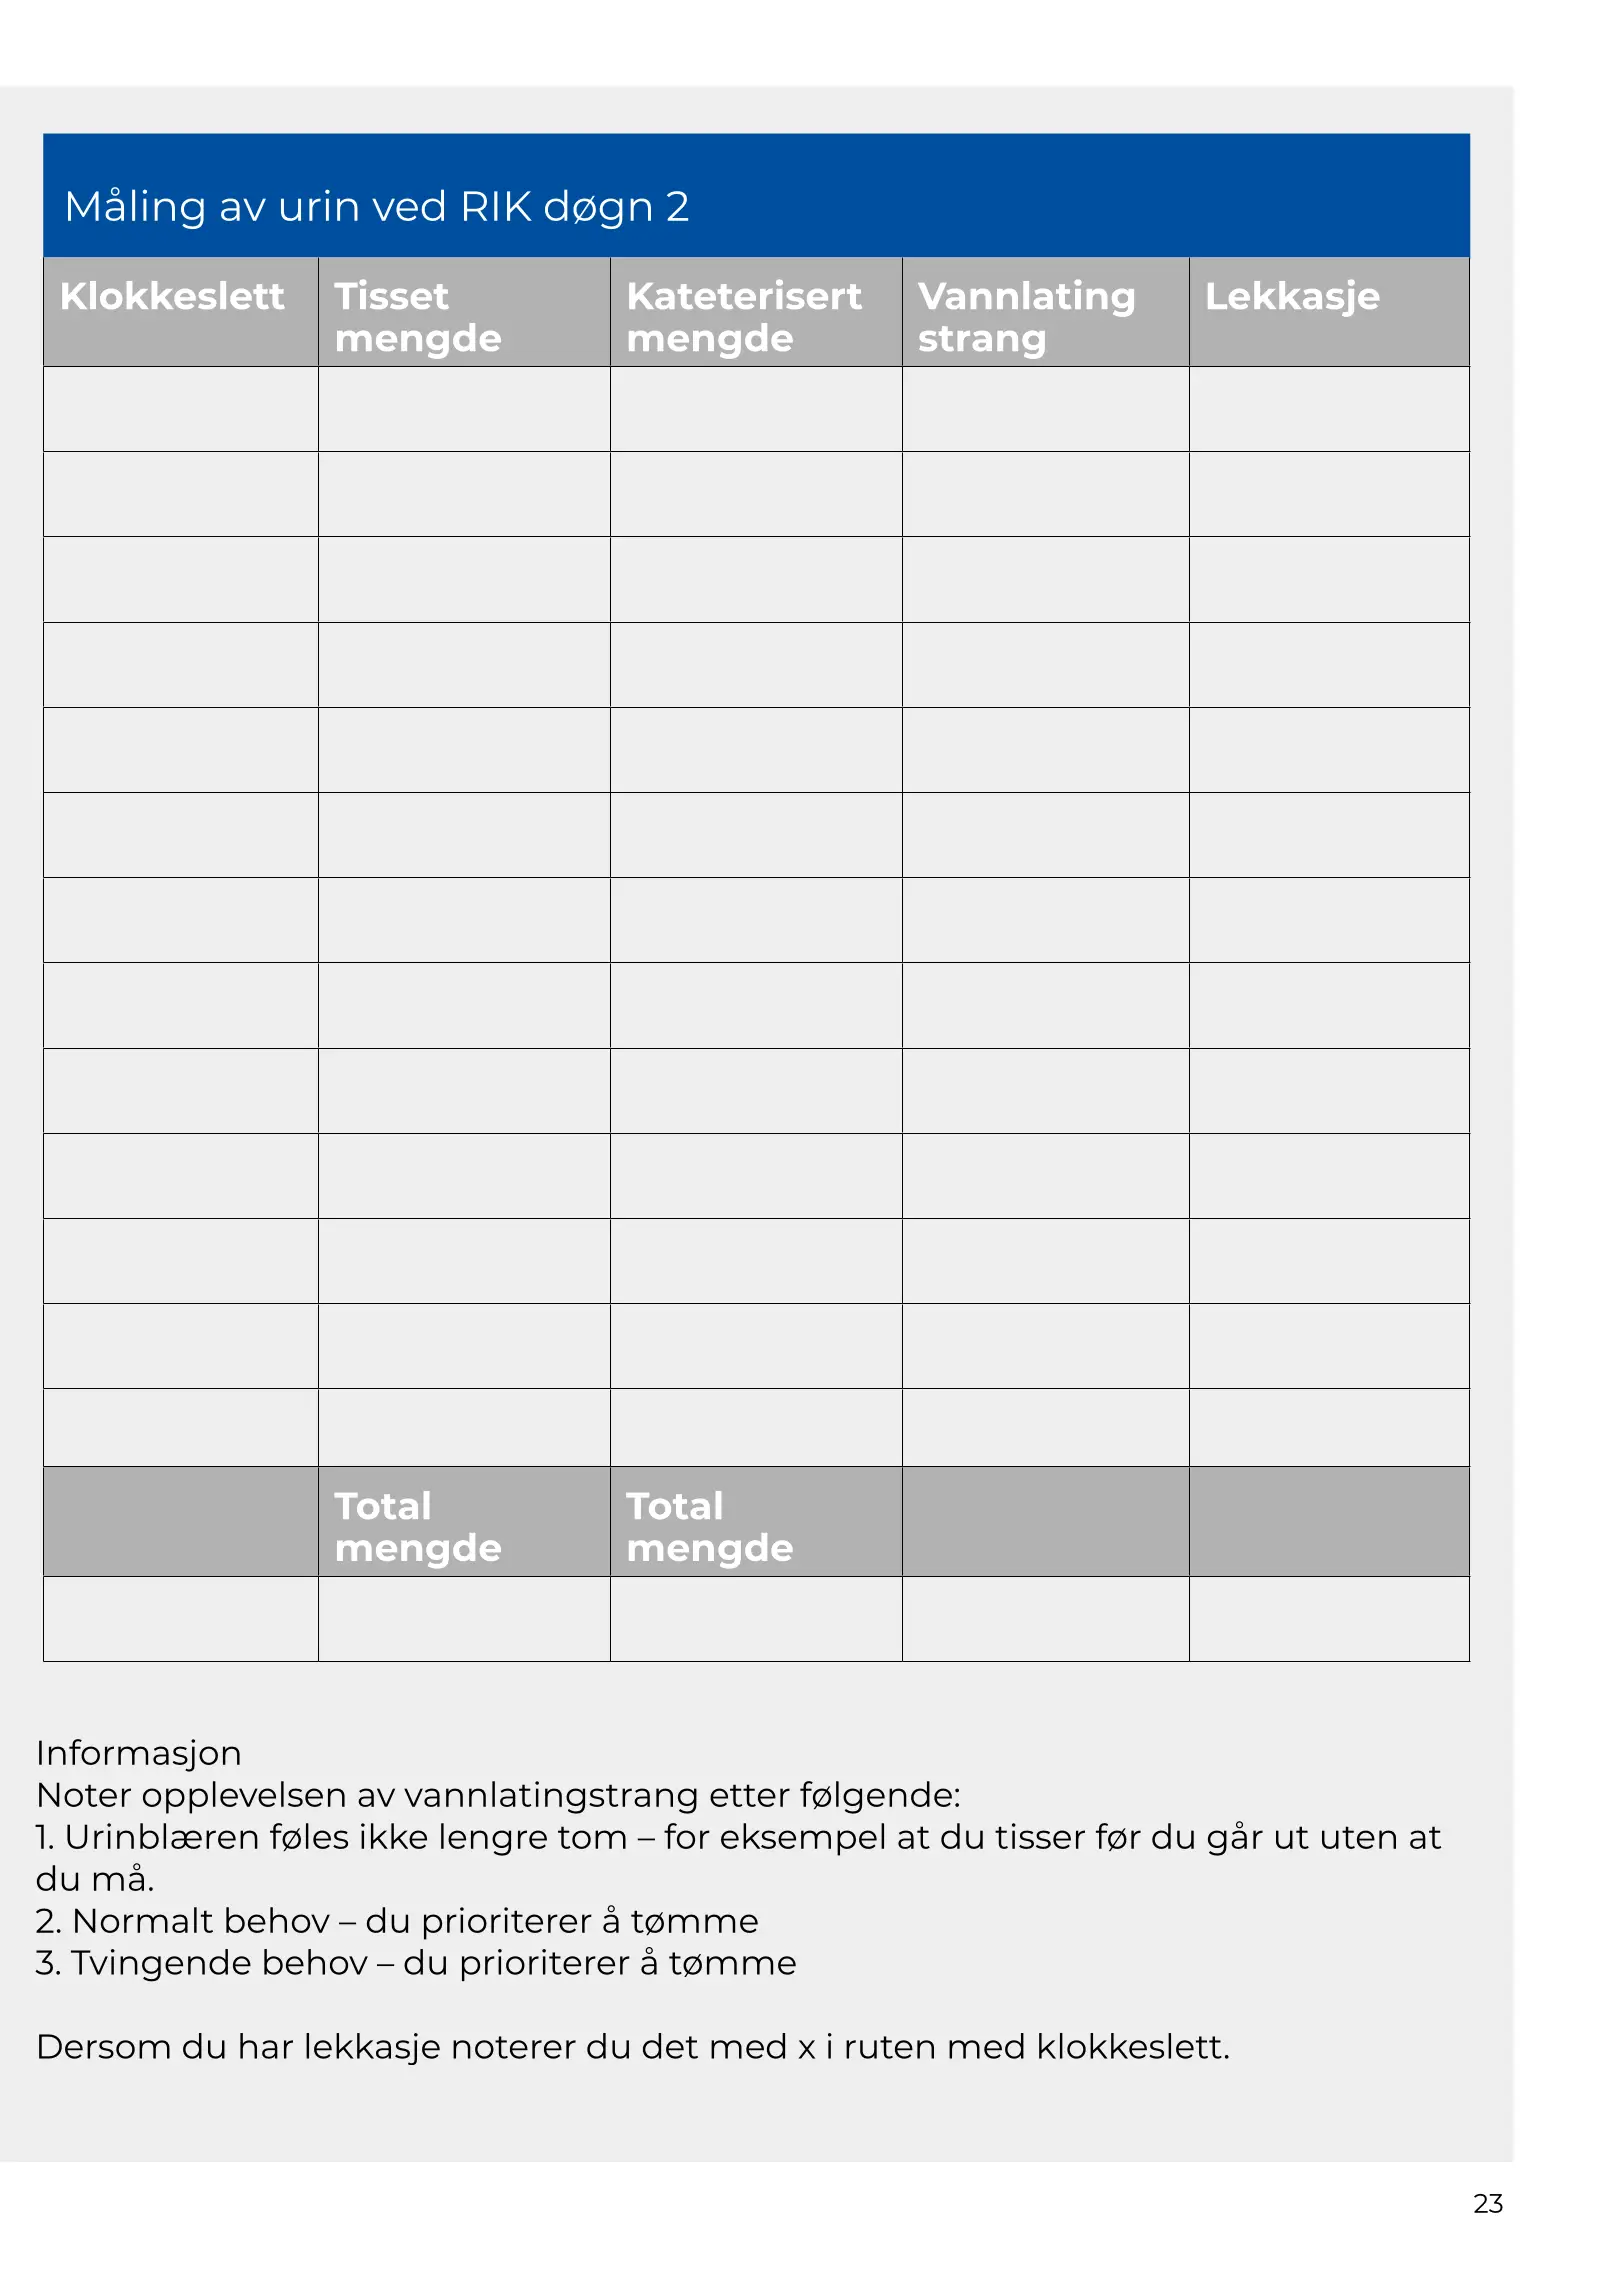 Måling av urin ved RIK døgn 2
Klokkeslett Tisset mengde Kateterisert mengde Vannlating strang Lekkasje
Total mengde Total mengde
Informasjon
Noter opplevelsen av vannlatingstrang etter følgende:
1. Urinblæren føles ikke lengre tom – for eksempel at du tisser før du går ut uten at
du må.
2. Normalt behov – du prioriterer å tømme
3. Tvingende behov – du prioriterer å tømme
Dersom du har lekkasje noterer du det med x i ruten med klokkeslett.
23